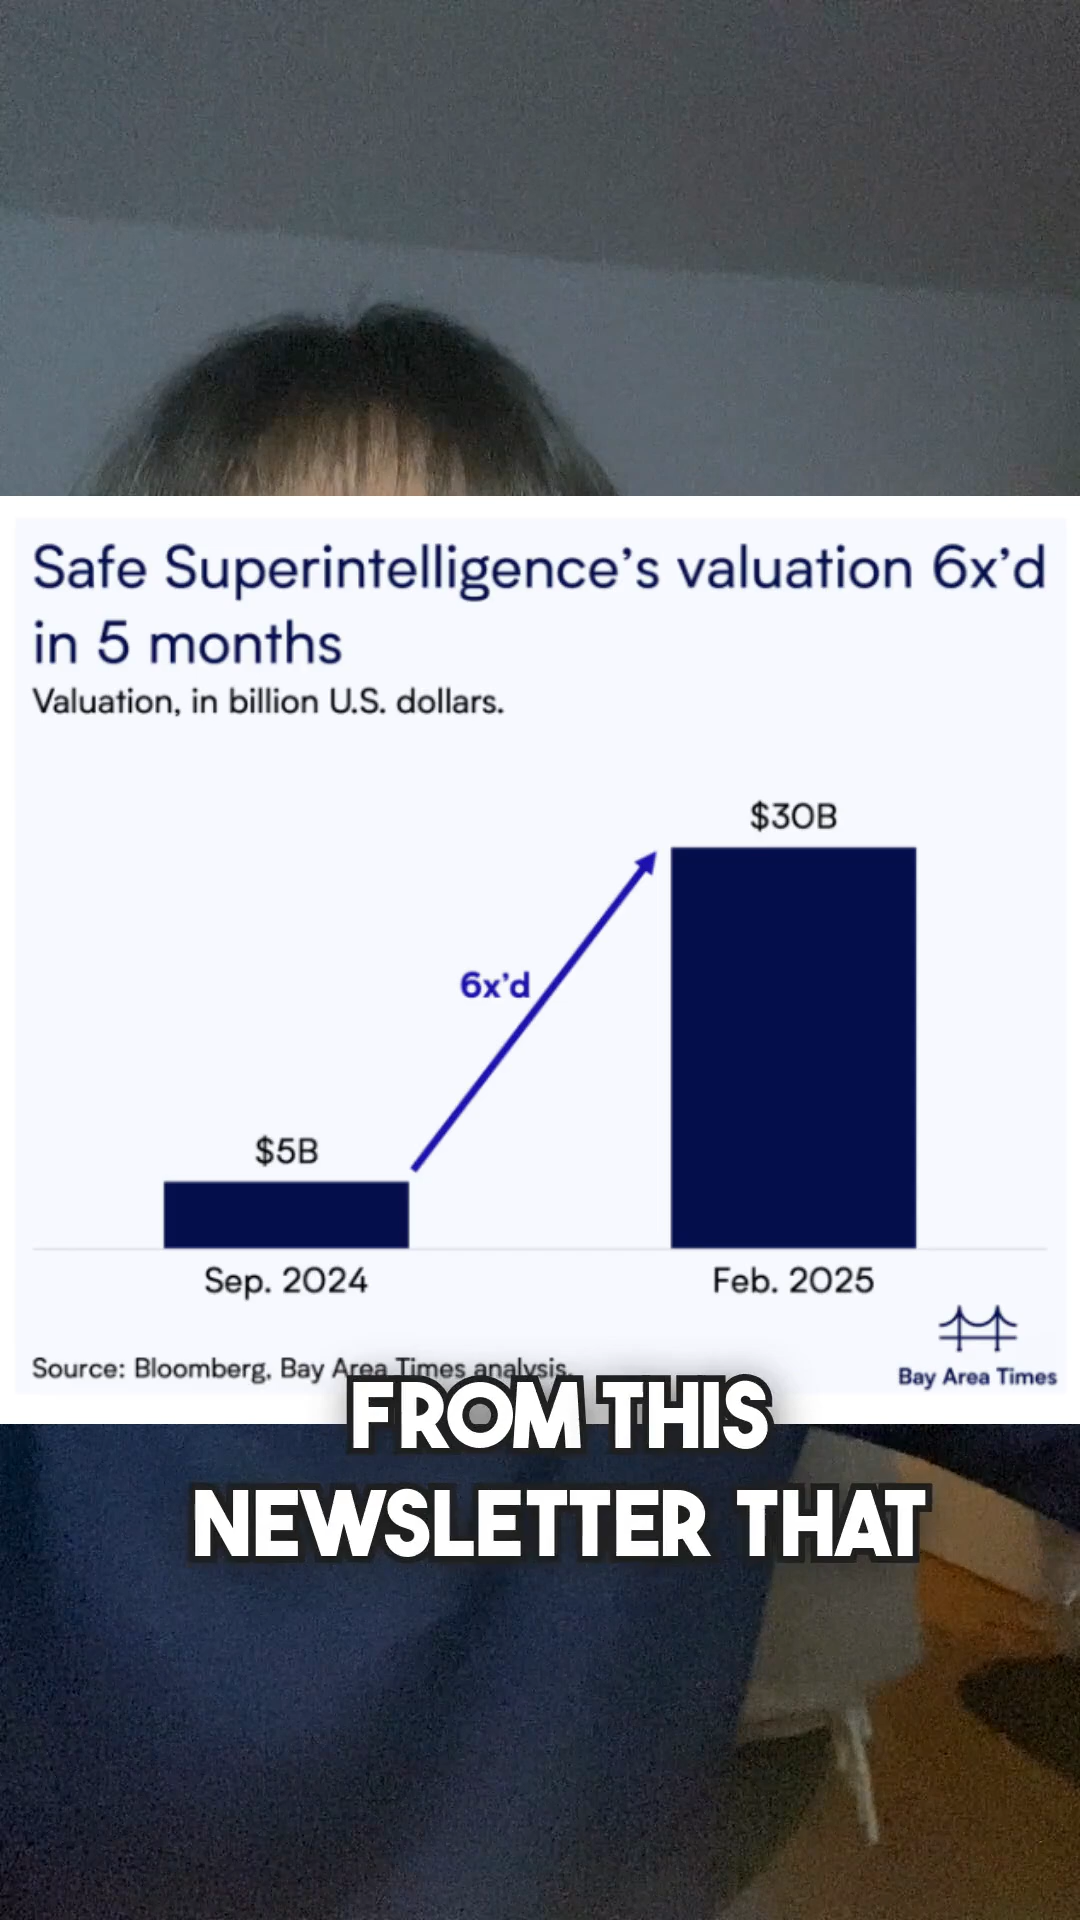 Safe Superintelligence’s valuation 6x’d
in 5 months
Valuation, in billion U.S. dollars.
$30B
6x’d
$5B
Sep. 2024
Feb. 2025
Source: Bloomberg, Bay Area Times analysis.
Bay Area Times
FROM THIS
NEWSLETTER THAT